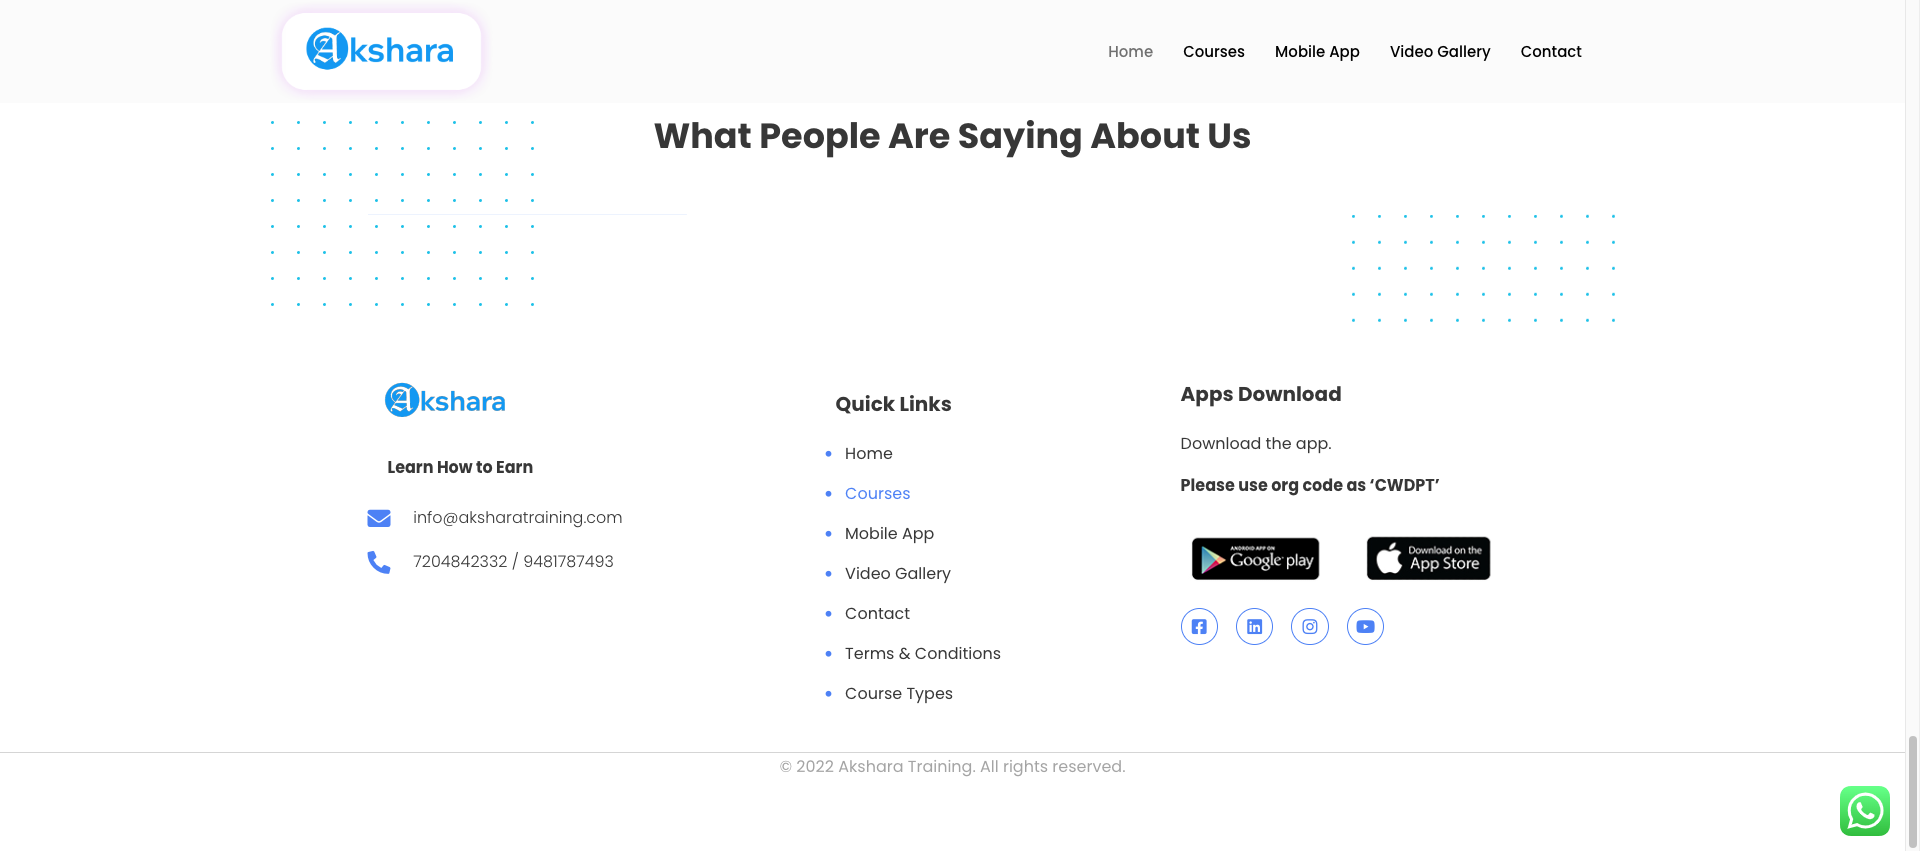 Akshara
Home Courses Mobile App Video Gallery Contact
What People Are Saying About Us
Akshara
Learn How to Earn
info@aksharatraining.com
7204842332 / 9481787493
Quick Links
Home
Courses
Mobile App
Video Gallery
Contact
Terms & Conditions
Course Types
Apps Download
Download the app.
Please use org code as ‘CWDPT’
ANDROID APP ON
Google play
Download on the
App Store
© 2022 Akshara Training. All rights reserved.